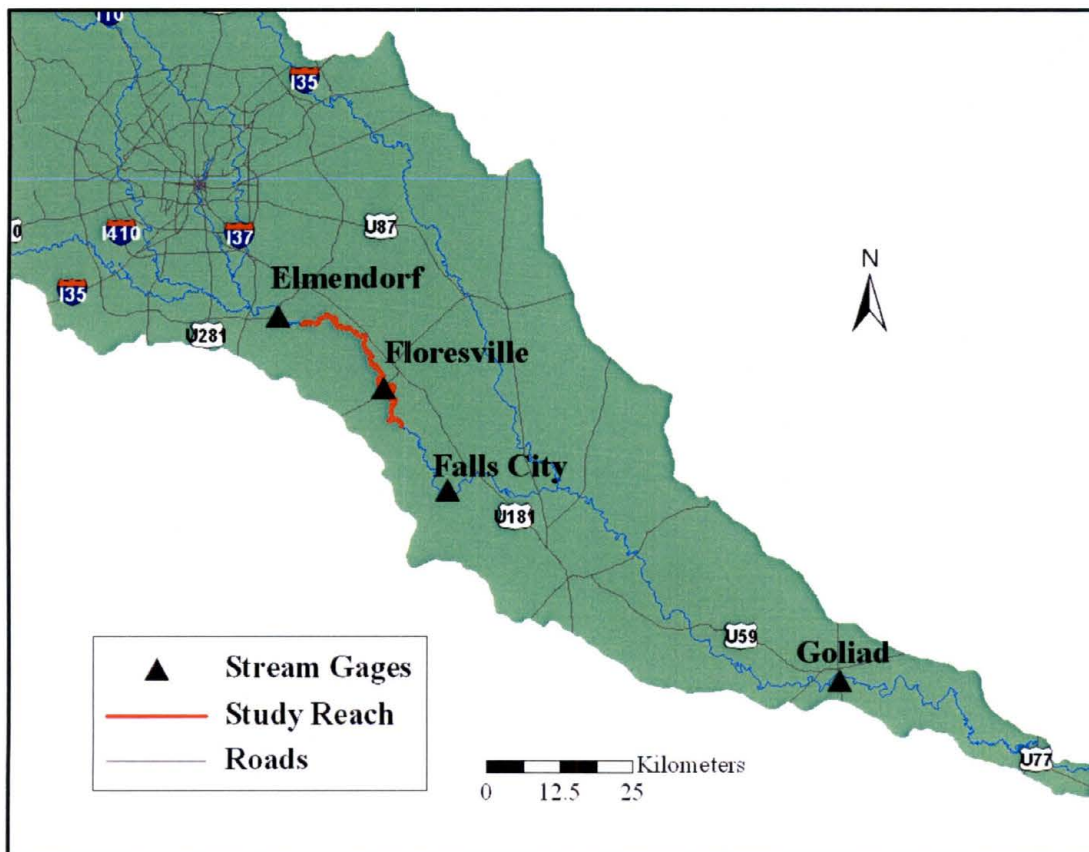 I10
I35
I410
I37
U87
0
I35
Elmendorf
U281
Floresville
N
Falls City
U181
U59
Goliad
U77
Stream Gages
Study Reach
Roads
Kilometers
0 12.5 25